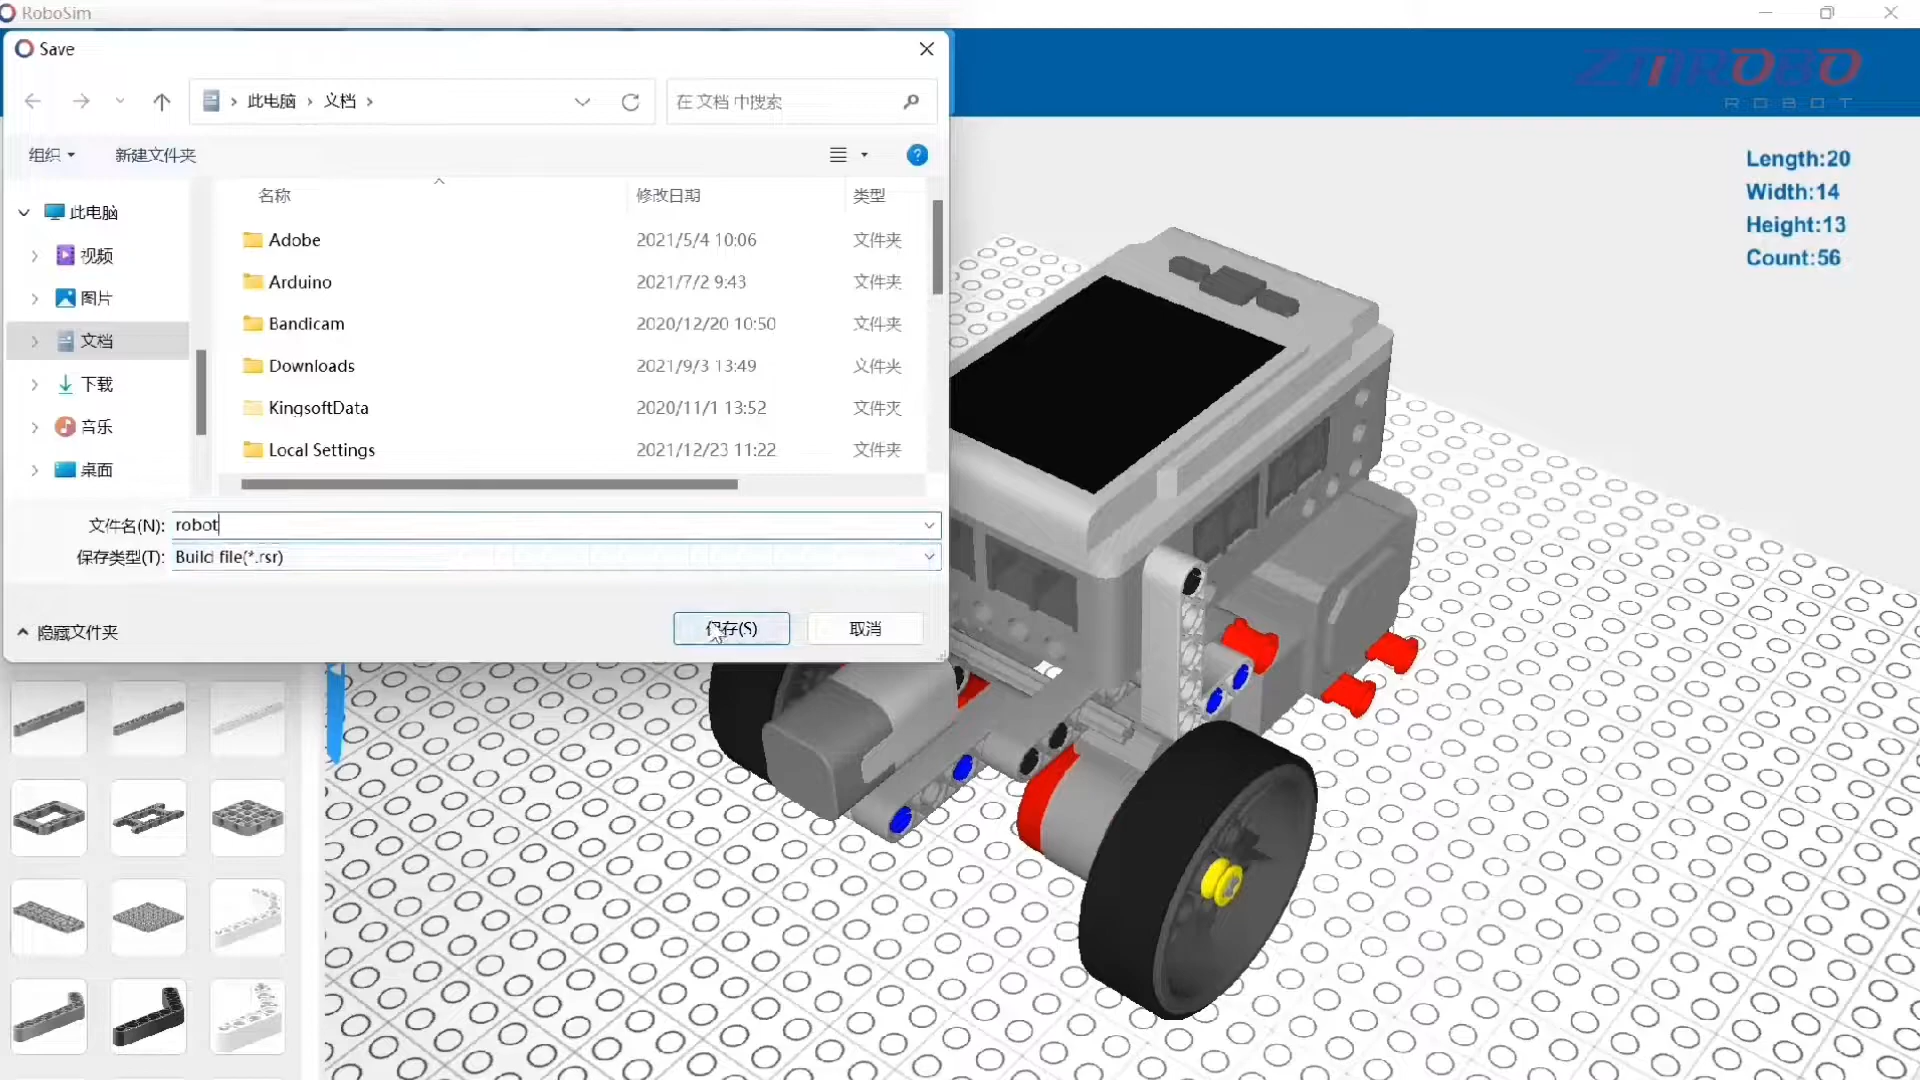 RoboSim
Save
此电脑 文档
在 文档 中搜索
组织
新建文件夹
名称 修改日期 类型
Adobe 2021/5/4 10:06 文件夹
Arduino 2021/7/2 9:43 文件夹
Bandicam 2020/12/20 10:50 文件夹
Downloads 2021/9/3 13:49 文件夹
KingsoftData 2020/11/1 13:52 文件夹
Local Settings 2021/12/23 11:22 文件夹
此电脑
视频
图片
文档
下载
音乐
桌面
文件名(N): robot
保存类型(T): Build file(*.rsr)
隐藏文件夹
保存(S)
取消
ZMROBO
ROBOT
Length:20
Width:14
Height:13
Count:56